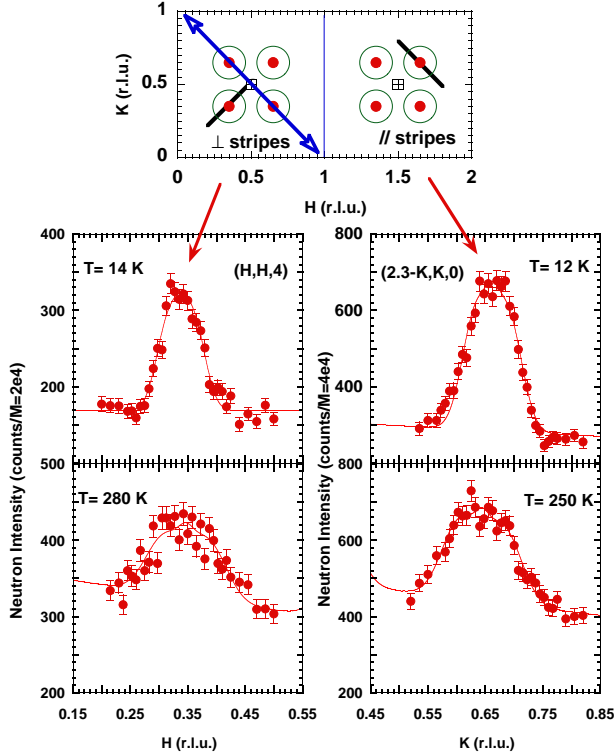 1
K (r.l.u.)
0.5
0
⊥ stripes
// stripes
0 0.5 1 1.5 2
H (r.l.u.)
400
T= 14 K
(H,H,4)
300
200
100
800
(2.3-K,K,0)
T= 12 K
600
400
200
Neutron Intensity (counts/M=2e4)
Neutron Intensity (counts/M=4e4)
500
T= 280 K
400
300
200
0.15 0.25 0.35 0.45 0.55
H (r.l.u.)
800
T= 250 K
600
400
200
0.45 0.55 0.65 0.75 0.85
K (r.l.u.)